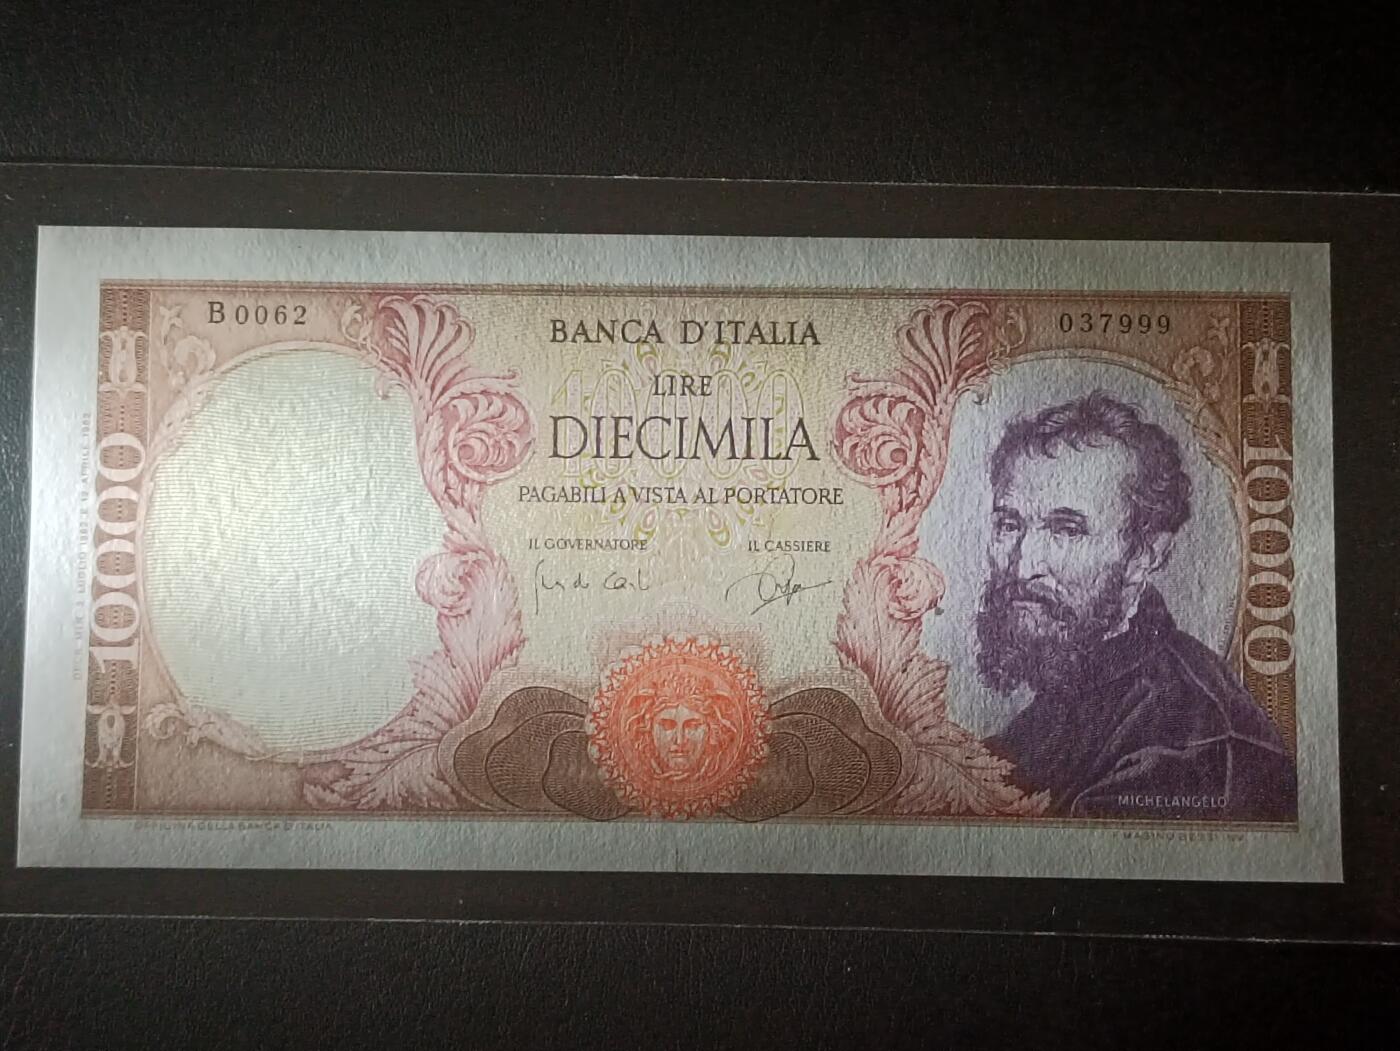 B 0062
037999
BANCA D'ITALIA
LIRE
10000
DIECIMILA
PAGABILI A VISTA AL PORTATORE
IL GOVERNATORE
IL CASSIERE
10000
10000
MICHELANGELO
OFFICINA DELLA BANCA D'ITALIA